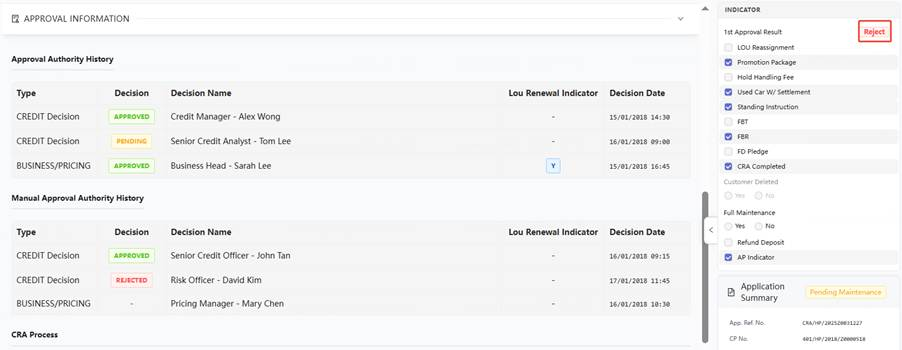 APPROVAL INFORMATION
Approval Authority History
Type Decision Decision Name Lou Renewal Indicator Decision Date
CREDIT Decision APPROVED Credit Manager - Alex Wong - 15/01/2018 14:30
CREDIT Decision PENDING Senior Credit Analyst - Tom Lee - 16/01/2018 09:00
BUSINESS/PRICING APPROVED Business Head - Sarah Lee Y 15/01/2018 16:45
Manual Approval Authority History
Type Decision Decision Name Lou Renewal Indicator Decision Date
CREDIT Decision APPROVED Senior Credit Officer - John Tan - 16/01/2018 09:15
CREDIT Decision REJECTED Risk Officer - David Kim - 17/01/2018 11:45
BUSINESS/PRICING - Pricing Manager - Mary Chen - 16/01/2018 10:30
CRA Process
INDICATOR
1st Approval Result Reject
LOU Reassignment
Promotion Package
Hold Handling Fee
Used Car W/ Settlement
Standing Instruction
FBT
FBR
FD Pledge
CRA Completed
Customer Deleted
Yes No
Full Maintenance
Yes No
Refund Deposit
AP Indicator
Application Summary Pending Maintenance
App. Ref. No. CRA/HP/2025Z0031227
CP No. 401/HP/2018/Z0000518